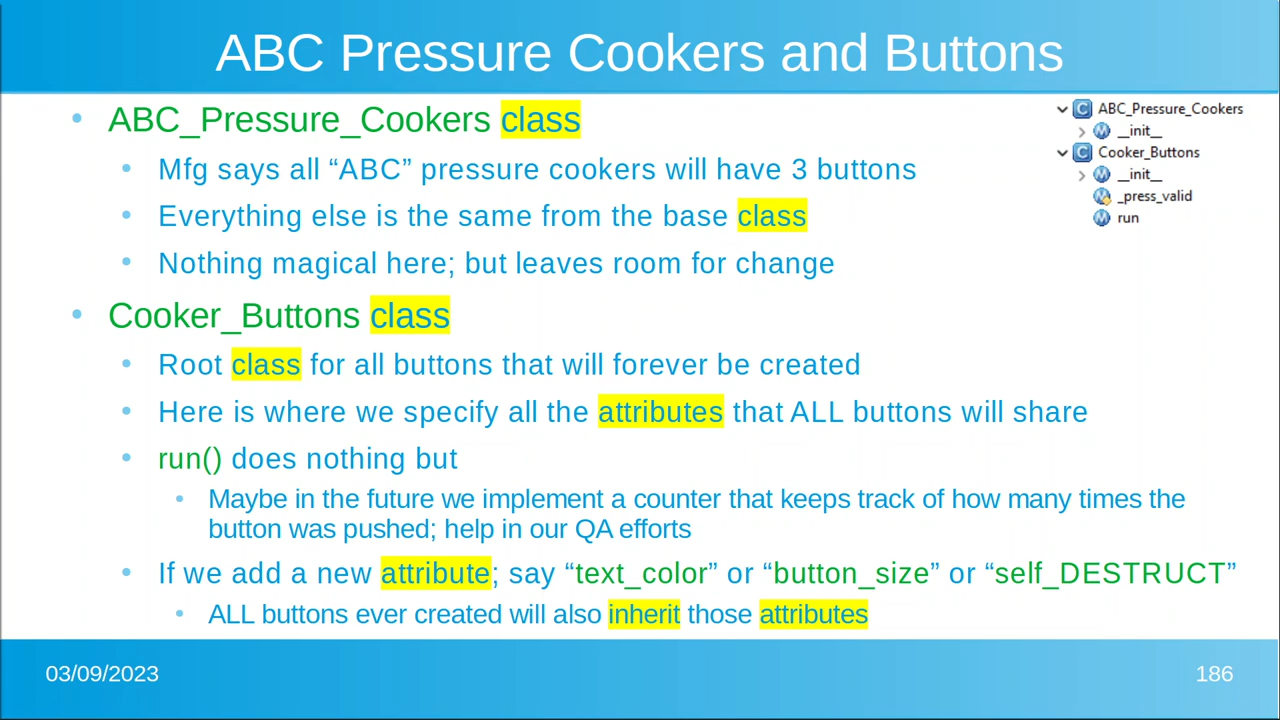 ABC Pressure Cookers and Buttons
ABC_Pressure_Cookers class
Mfg says all “ABC” pressure cookers will have 3 buttons
Everything else is the same from the base class
Nothing magical here; but leaves room for change
Cooker_Buttons class
Root class for all buttons that will forever be created
Here is where we specify all the attributes that ALL buttons will share
run() does nothing but
Maybe in the future we implement a counter that keeps track of how many times the
button was pushed; help in our QA efforts
If we add a new attribute; say “text_color” or “button_size” or “self_DESTRUCT”
ALL buttons ever created will also inherit those attributes
ABC_Pressure_Cookers
__init__
Cooker_Buttons
__init__
_press_valid
run
03/09/2023
186